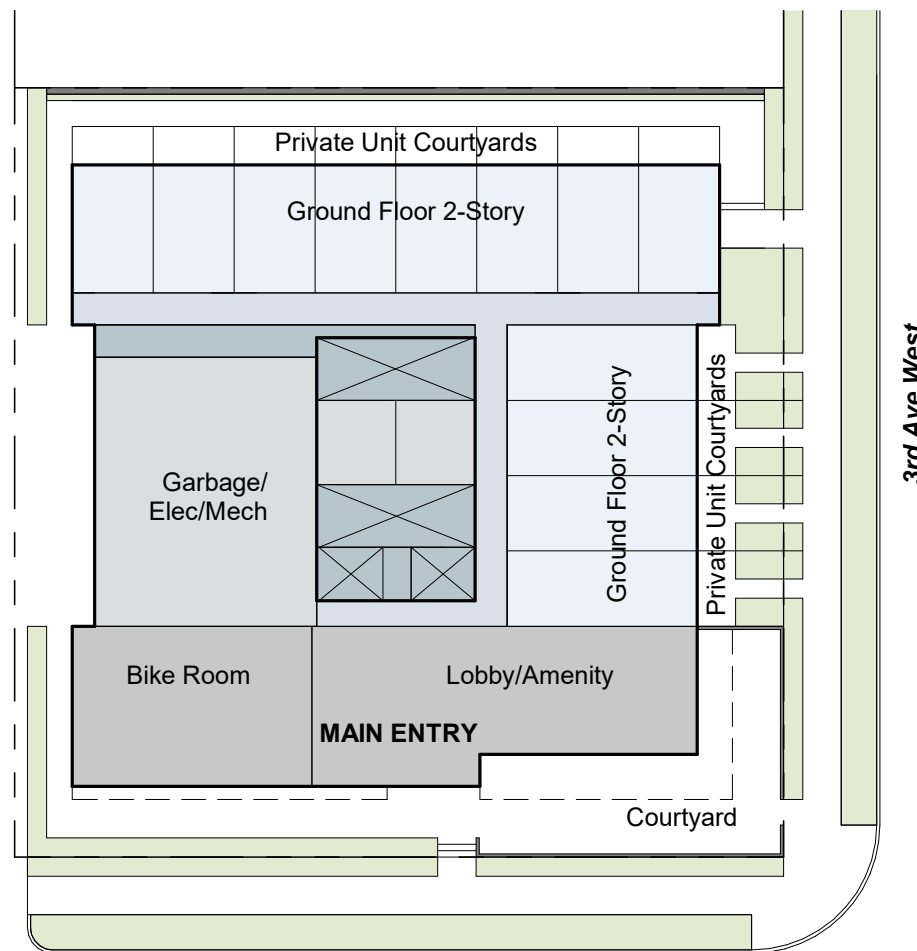 Private Unit Courtyards
Ground Floor 2-Story
3rd Ave West
Ground Floor 2-Story
Private Unit Courtyards
Garbage/
Elec/Mech
Bike Room
Lobby/Amenity
MAIN ENTRY
Courtyard